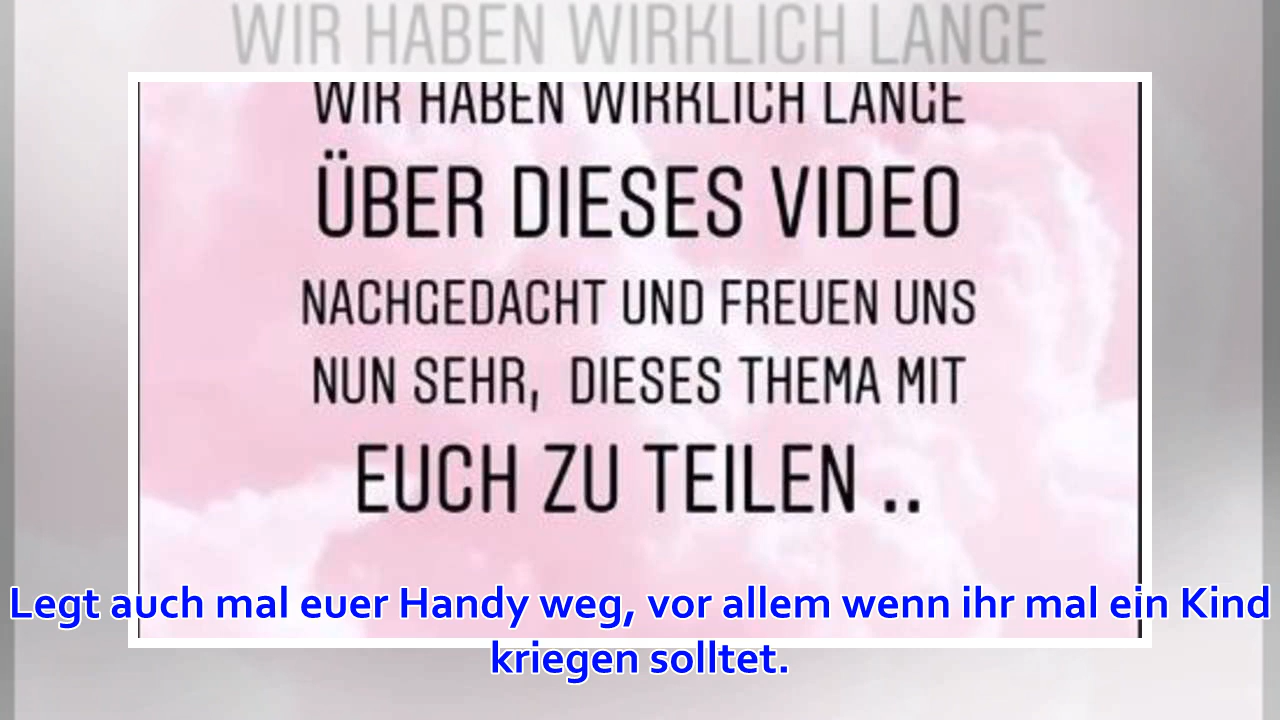 WIR HABEN WIRKLICH LANGE
WIR HABEN WIRKLICH LANGE
ÜBER DIESES VIDEO
NACHGEDACHT UND FREUEN UNS
NUN SEHR, DIESES THEMA MIT
EUCH ZU TEILEN ..
Legt auch mal euer Handy weg, vor allem wenn ihr mal ein Kind
kriegen solltet.